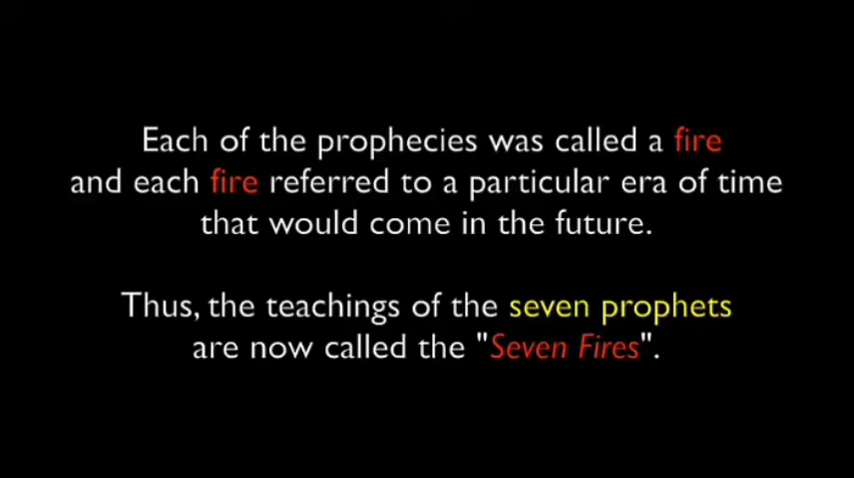 Each of the prophecies was called a fire
and each fire referred to a particular era of time
that would come in the future.
Thus, the teachings of the seven prophets
are now called the "Seven Fires".